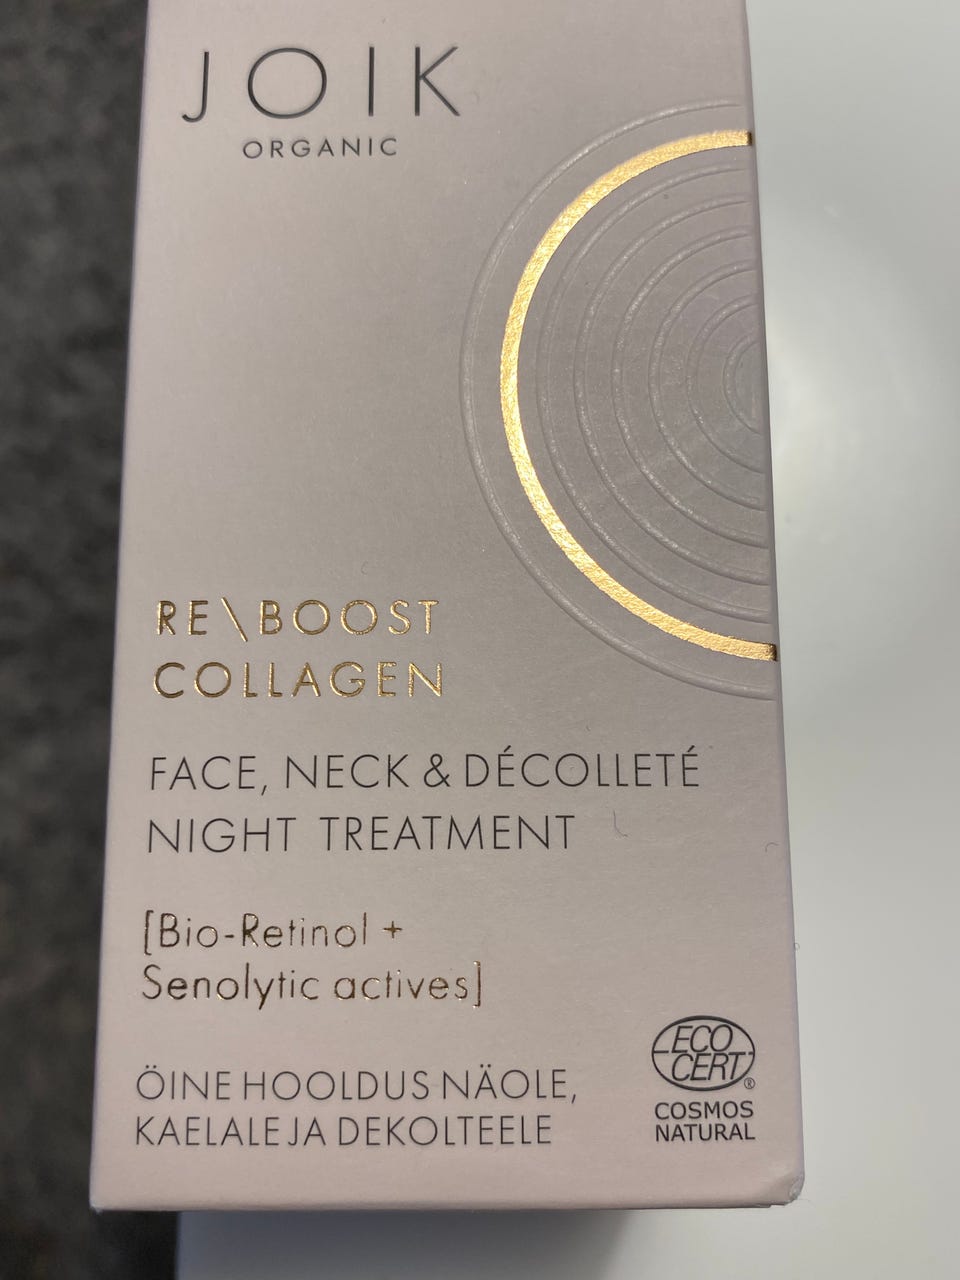 JOIK
ORGANIC
RE\BOOST
COLLAGEN
FACE, NECK & DÉCOLLETÉ
NIGHT TREATMENT
[Bio-Retinol +
Senolytic actives]
ÖINE HOOLDUS NÄOLE,
KAELALE JA DEKOLTEELE
ECO
CERT®
COSMOS
NATURAL